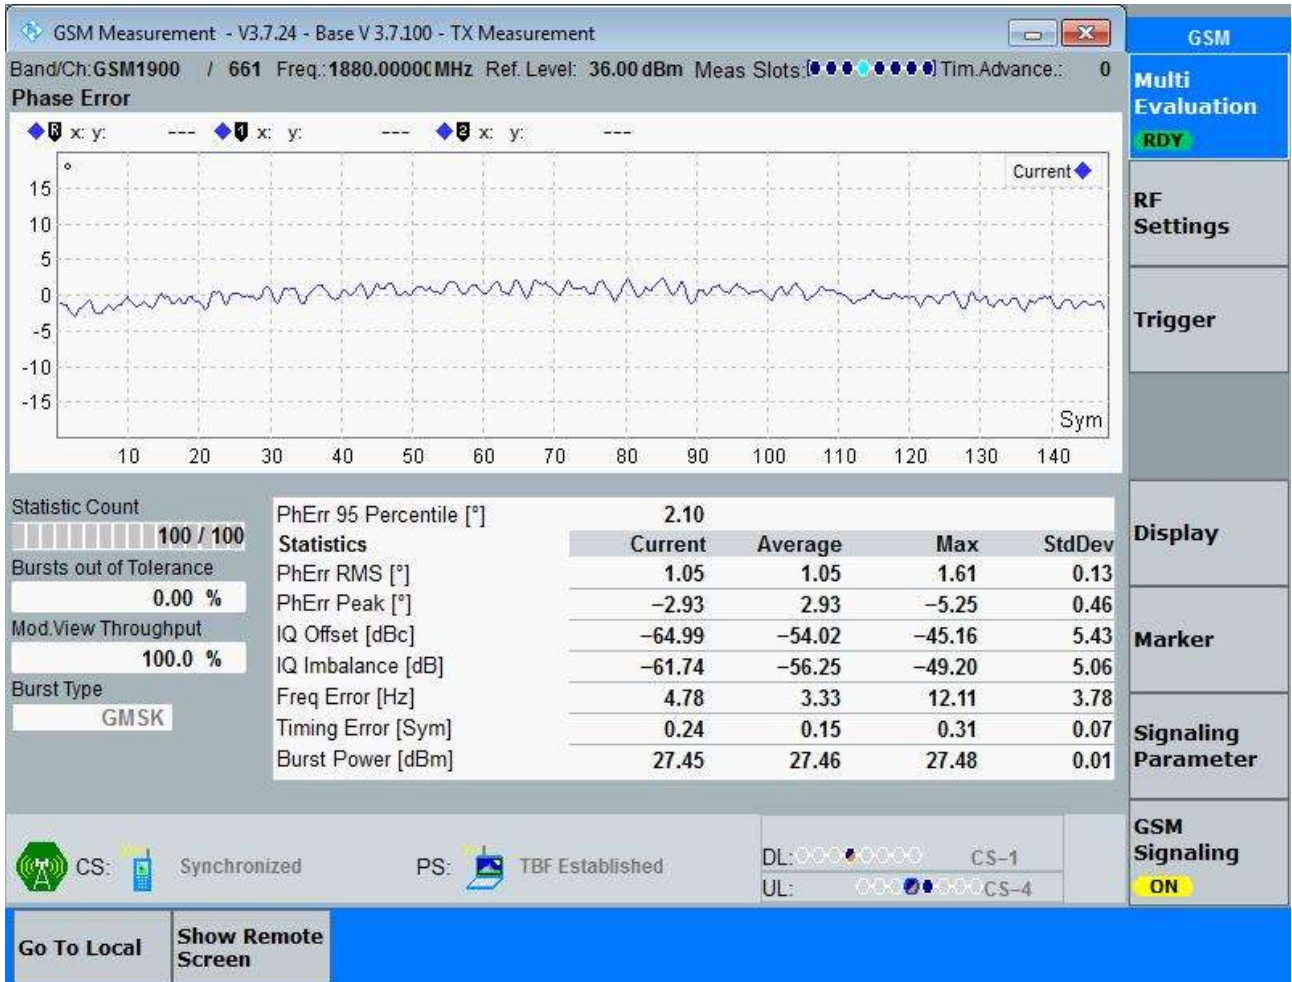 GSM Measurement - V3.7.24 - Base V 3.7.100 - TX Measurement
GSM
Band/Ch:GSM1900 / 661 Freq.:1880.00000 MHz Ref. Level: 36.00 dBm Meas Slots: Tim.Advance.: 0
Phase Error
R x: y: --- 1 x: y: --- 2 x: y: ---
°
Current
15
10
5
0
-5
-10
-15
Sym
10 20 30 40 50 60 70 80 90 100 110 120 130 140
Multi
Evaluation
RDY
RF
Settings
Trigger
Display
Marker
Signaling
Parameter
GSM
Signaling
ON
Statistic Count
100 / 100
Bursts out of Tolerance
0.00 %
Mod.View Throughput
100.0 %
Burst Type
GMSK
PhErr 95 Percentile [°] 2.10
Statistics Current Average Max StdDev
PhErr RMS [°] 1.05 1.05 1.61 0.13
PhErr Peak [°] −2.93 2.93 −5.25 0.46
IQ Offset [dBc] −64.99 −54.02 −45.16 5.43
IQ Imbalance [dB] −61.74 −56.25 −49.20 5.06
Freq Error [Hz] 4.78 3.33 12.11 3.78
Timing Error [Sym] 0.24 0.15 0.31 0.07
Burst Power [dBm] 27.45 27.46 27.48 0.01
CS: Synchronized PS: TBF Established
DL: CS−1
UL: CS−4
Go To Local
Show Remote
Screen